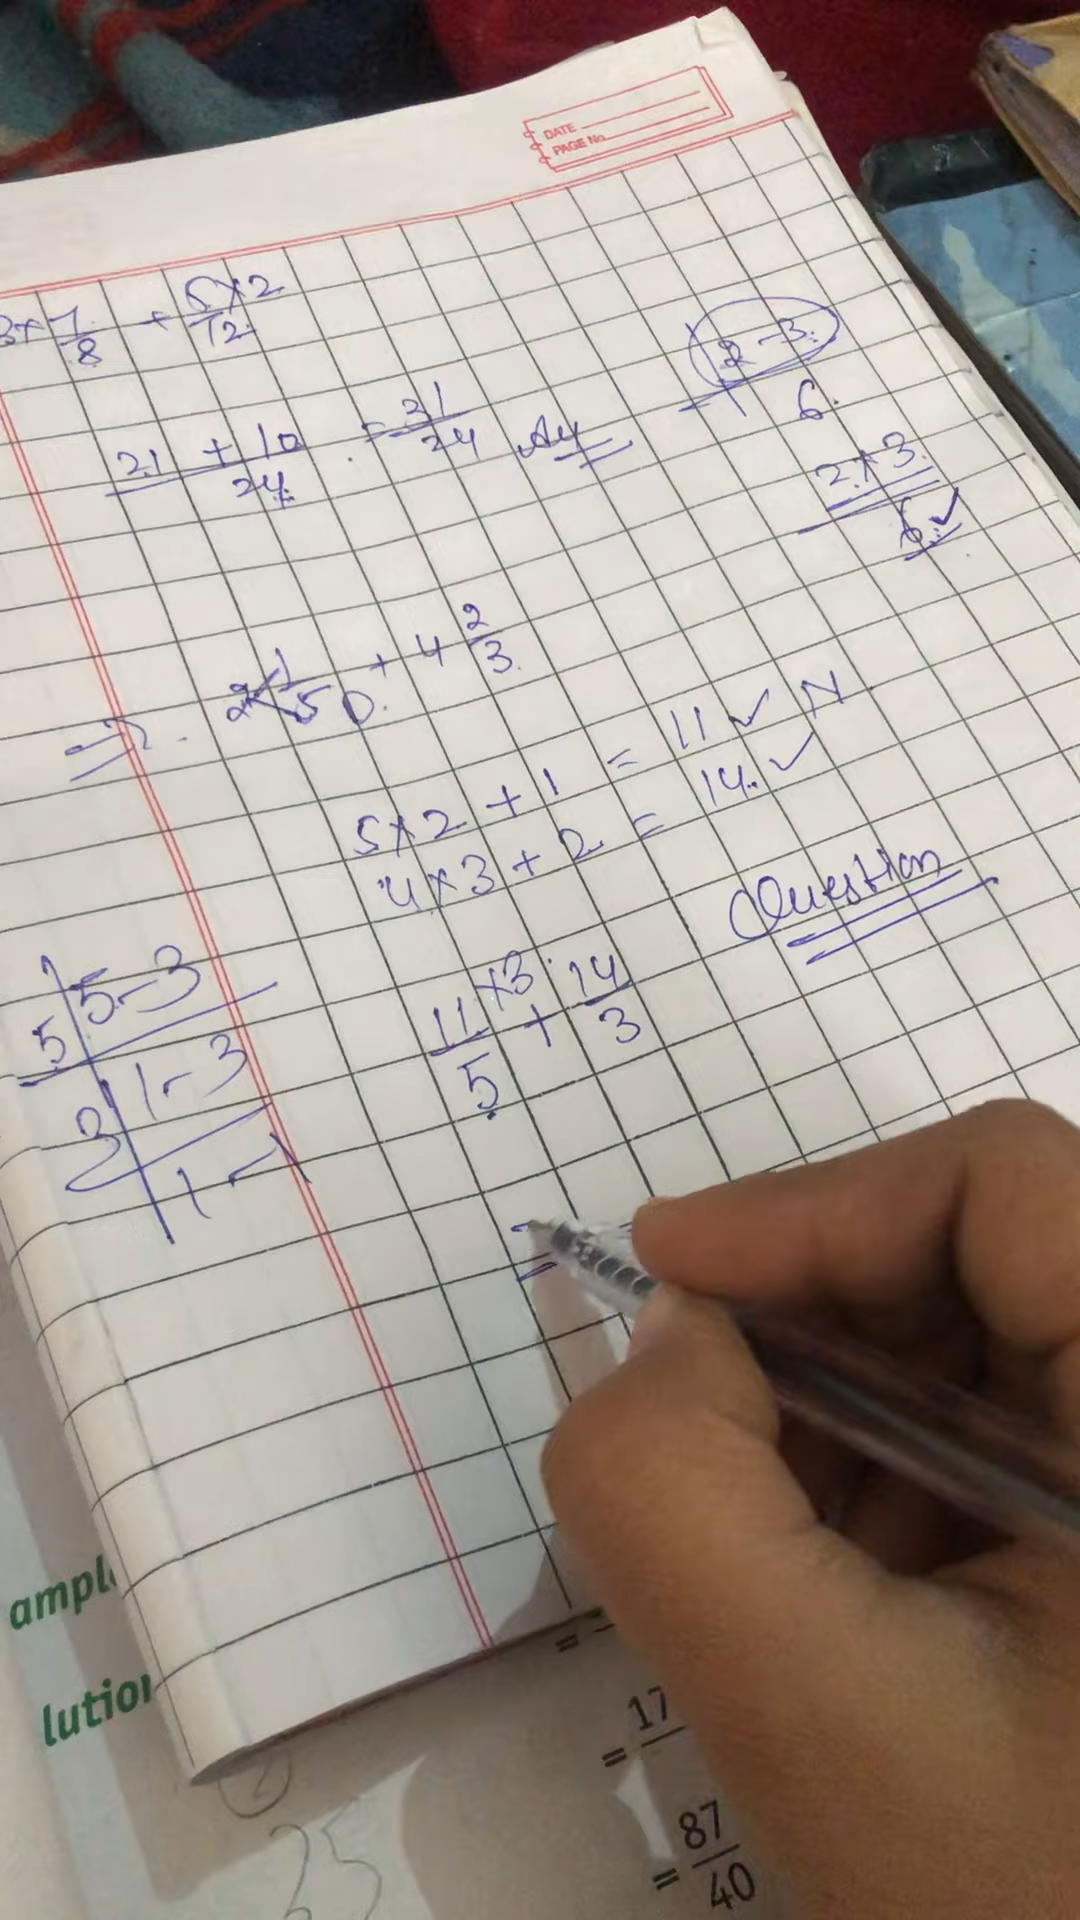 DATE
PAGE No.
3 × 7/8 + 5×2/12
21 + 10/24 = 31/24
2 - 3
6
2 × 3
6 ✓
2 1/5 + 4 2/3
5 × 2 + 1 = 11 ✓ N
4 × 3 + 2 = 14 ✓
Question
5 | 5 - 3
3 | 1 - 3
1 - 1
11/5 ×3 + 14/3
=
ampl
lution
25
=
= 17
= 87/40